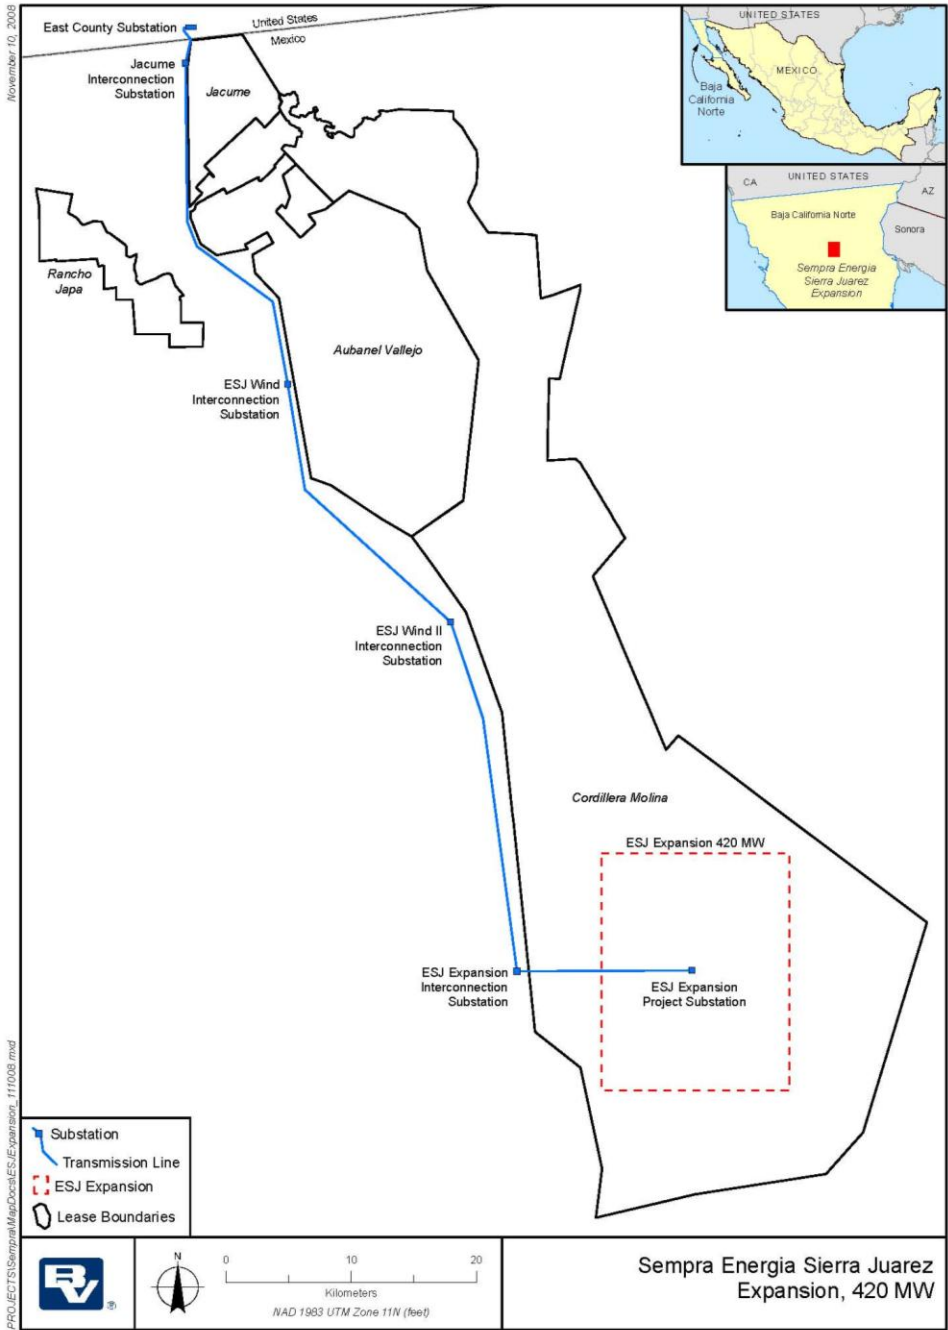 November 10, 2008
East County Substation
United States
Mexico
Jacume
Interconnection
Substation
Jacume
Rancho
Japa
Aubanel Vallejo
ESJ Wind
Interconnection
Substation
ESJ Wind II
Interconnection
Substation
Cordillera Molina
ESJ Expansion 420 MW
ESJ Expansion
Interconnection
Substation
ESJ Expansion
Project Substation
UNITED STATES
MEXICO
Baja
California
Norte
CA
UNITED STATES
AZ
Baja California Norte
Sonora
Sempra Energia
Sierra Juarez
Expansion
PROJECTS\Sempra\MapDocs\ESJExpansion_111008.mxd
Substation
Transmission Line
ESJ Expansion
Lease Boundaries
BV ®
N
0 10 20
Kilometers
NAD 1983 UTM Zone 11N (feet)
Sempra Energia Sierra Juarez
Expansion, 420 MW